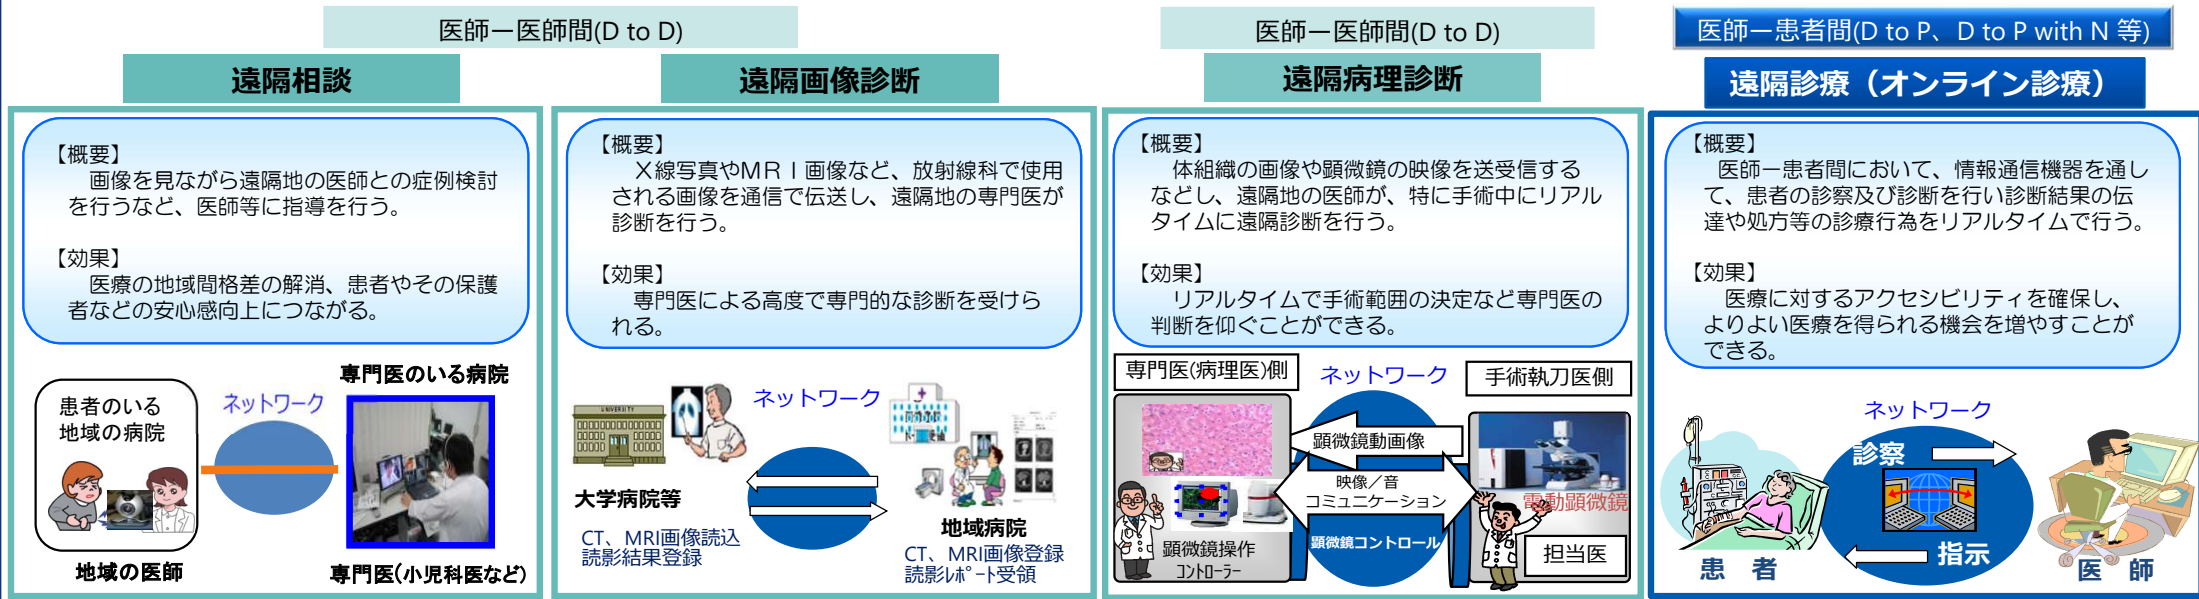 医師ー医師間(D to D)
遠隔相談
遠隔画像診断
【概要】
画像を見ながら遠隔地の医師との症例検討
を行うなど、医師等に指導を行う。
【効果】
医療の地域間格差の解消、患者やその保護
者などの安心感向上につながる。
患者のいる
地域の病院
ネットワーク
専門医のいる病院
地域の医師
専門医(小児科医など)
【概要】
X線写真やMRI画像など、放射線科で使用
される画像を通信で伝送し、遠隔地の専門医が
診断を行う。
【効果】
専門医による高度で専門的な診断を受けら
れる。
ネットワーク
UNIVERSITY
大学病院等
CT、MRI画像読込
読影結果登録
地域病院
CT、MRI画像登録
読影ﾚﾎﾟｰﾄ受領
医師ー医師間(D to D)
遠隔病理診断
【概要】
体組織の画像や顕微鏡の映像を送受信する
などし、遠隔地の医師が、特に手術中にリアル
タイムに遠隔診断を行う。
【効果】
リアルタイムで手術範囲の決定など専門医の
判断を仰ぐことができる。
専門医(病理医)側
ネットワーク
手術執刀医側
顕微鏡動画像
映像／音
コミュニケーション
電動顕微鏡
顕微鏡コントロール
顕微鏡操作
ｺﾝﾄﾛｰﾗｰ
担当医
医師ー患者間(D to P、D to P with N 等)
遠隔診療（オンライン診療）
【概要】
医師ー患者間において、情報通信機器を通し
て、患者の診察及び診断を行い診断結果の伝
達や処方等の診療行為をリアルタイムで行う。
【効果】
医療に対するアクセシビリティを確保し、
よりよい医療を得られる機会を増やすことが
できる。
ネットワーク
診察
指示
患 者
医 師